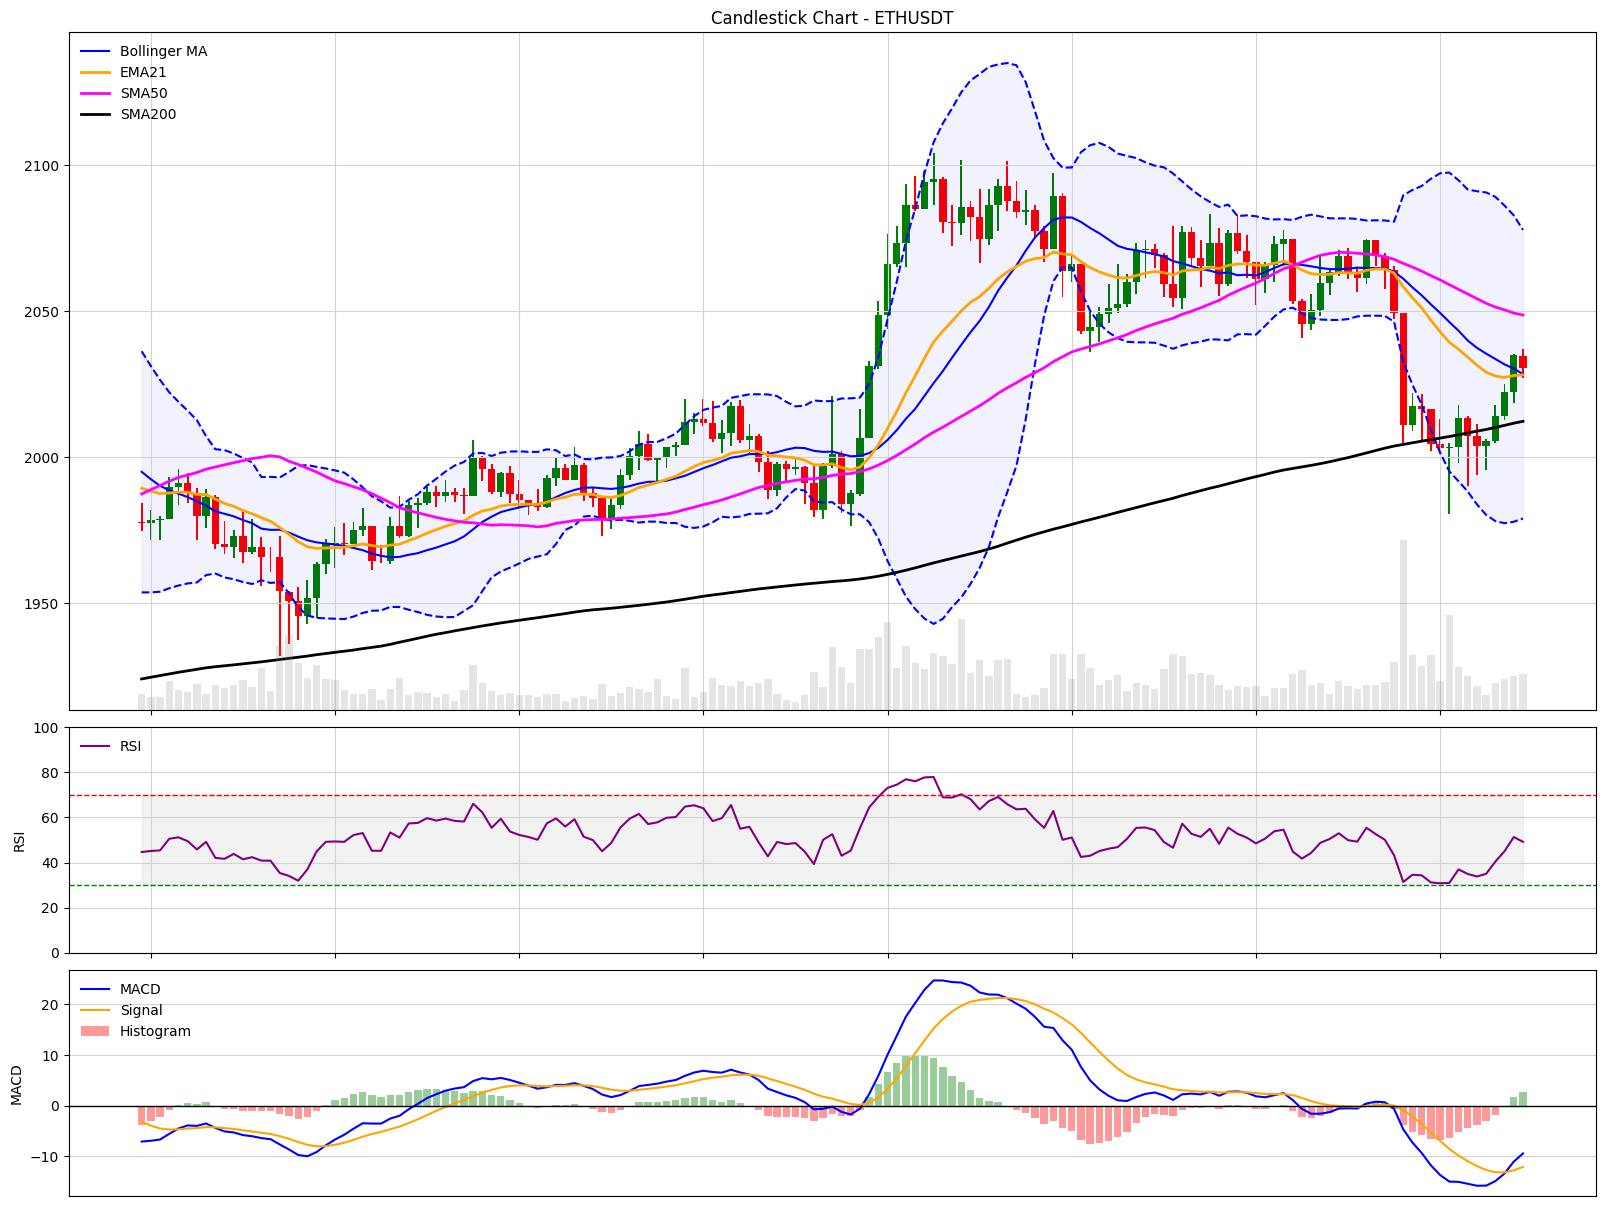 Candlestick Chart - ETHUSDT
Bollinger MA
EMA21
SMA50
SMA200
2100
2050
2000
1950
100
80
60
40
20
0
RSI
RSI
20
10
0
−10
MACD
MACD
Signal
Histogram